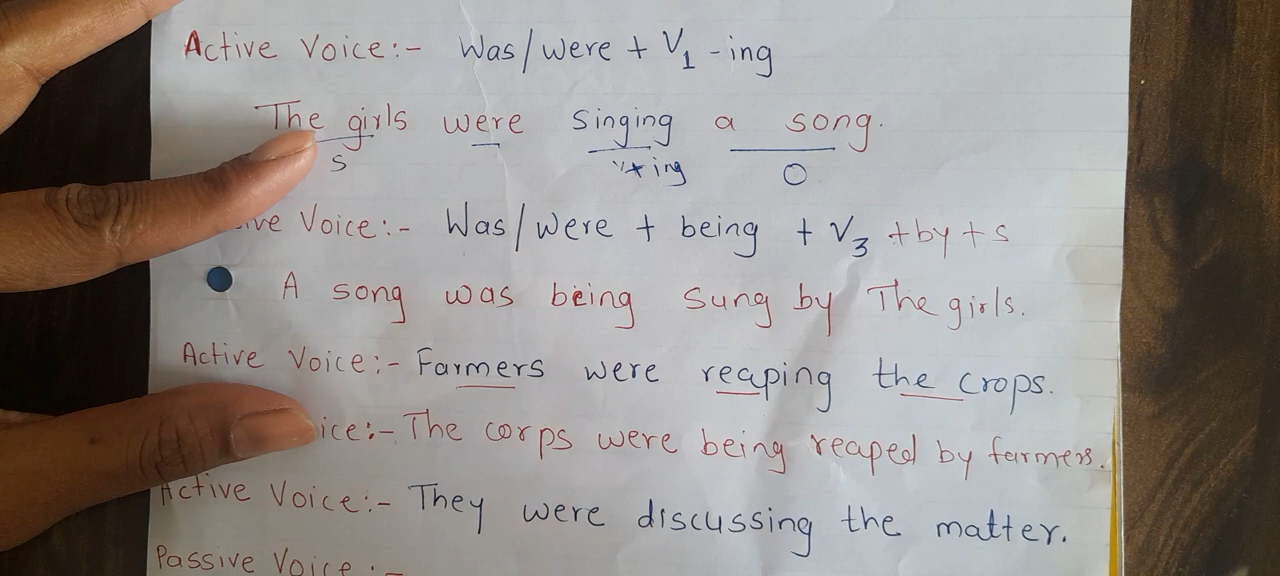 Active Voice:- Was/were + V1 -ing
The girls were singing a song.
S ing O
Voice:- Was/were + being + V3 +by+s
A song was being sung by The girls.
Active Voice:- Farmers were reaping the crops.
The corps were being reaped by farmers.
Active Voice:- They were discussing the matter.
Passive Voice:-